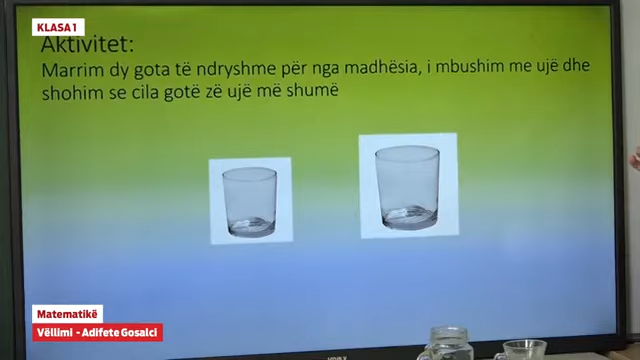 KLASA 1
Aktivitet:
Marrim dy gota të ndryshme për nga madhësia, i mbushim me ujë dhe
shohim se cila gotë zë ujë më shumë
Matematikë
Vëllimi - Adifete Gosalci